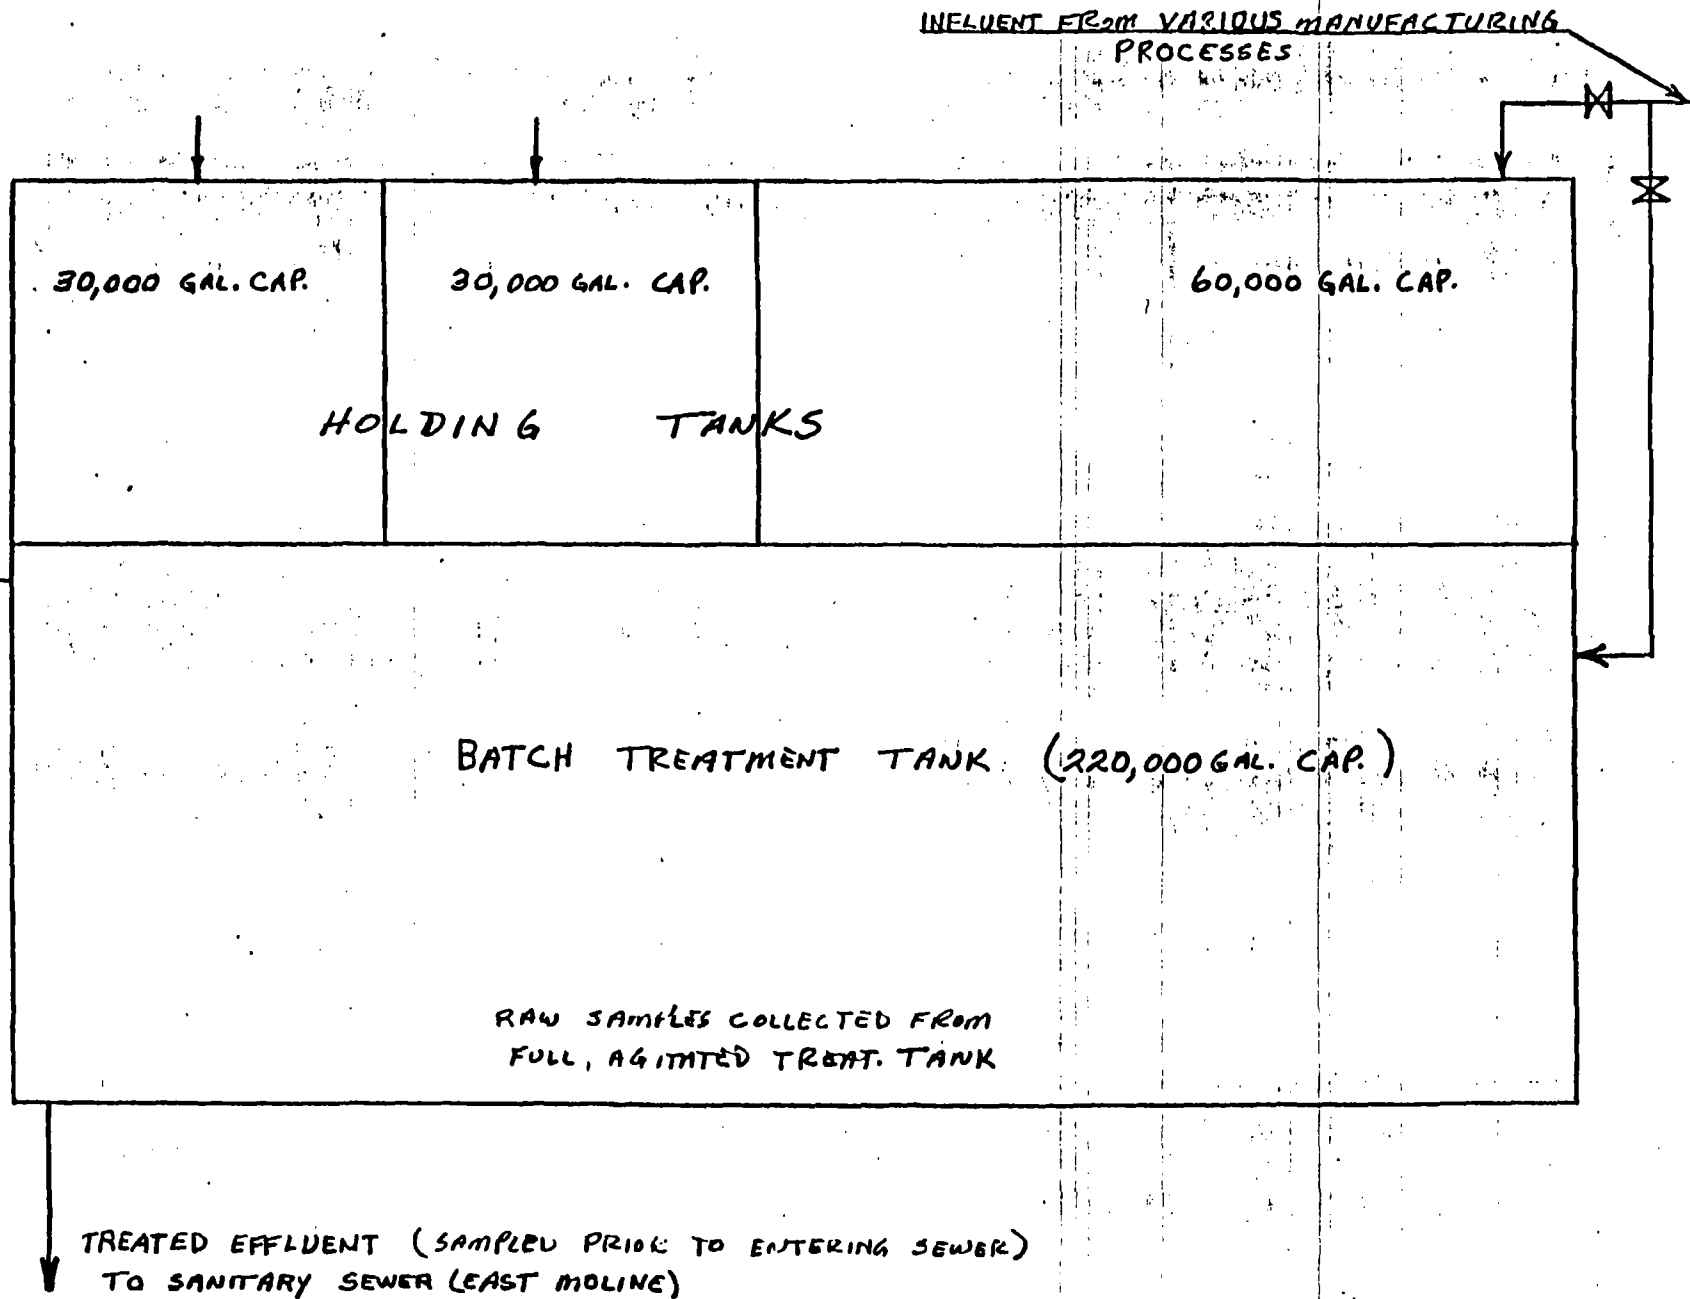 INFLUENT FROM VARIOUS MANUFACTURING
PROCESSES
30,000 GAL. CAP.
30,000 GAL. CAP.
60,000 GAL. CAP.
HOLDING TANKS
BATCH TREATMENT TANK (220,000 GAL. CAP.)
RAW SAMPLES COLLECTED FROM
FULL, AGITATED TREAT. TANK
TREATED EFFLUENT (SAMPLED PRIOR TO ENTERING SEWER)
TO SANITARY SEWER (EAST MOLINE)